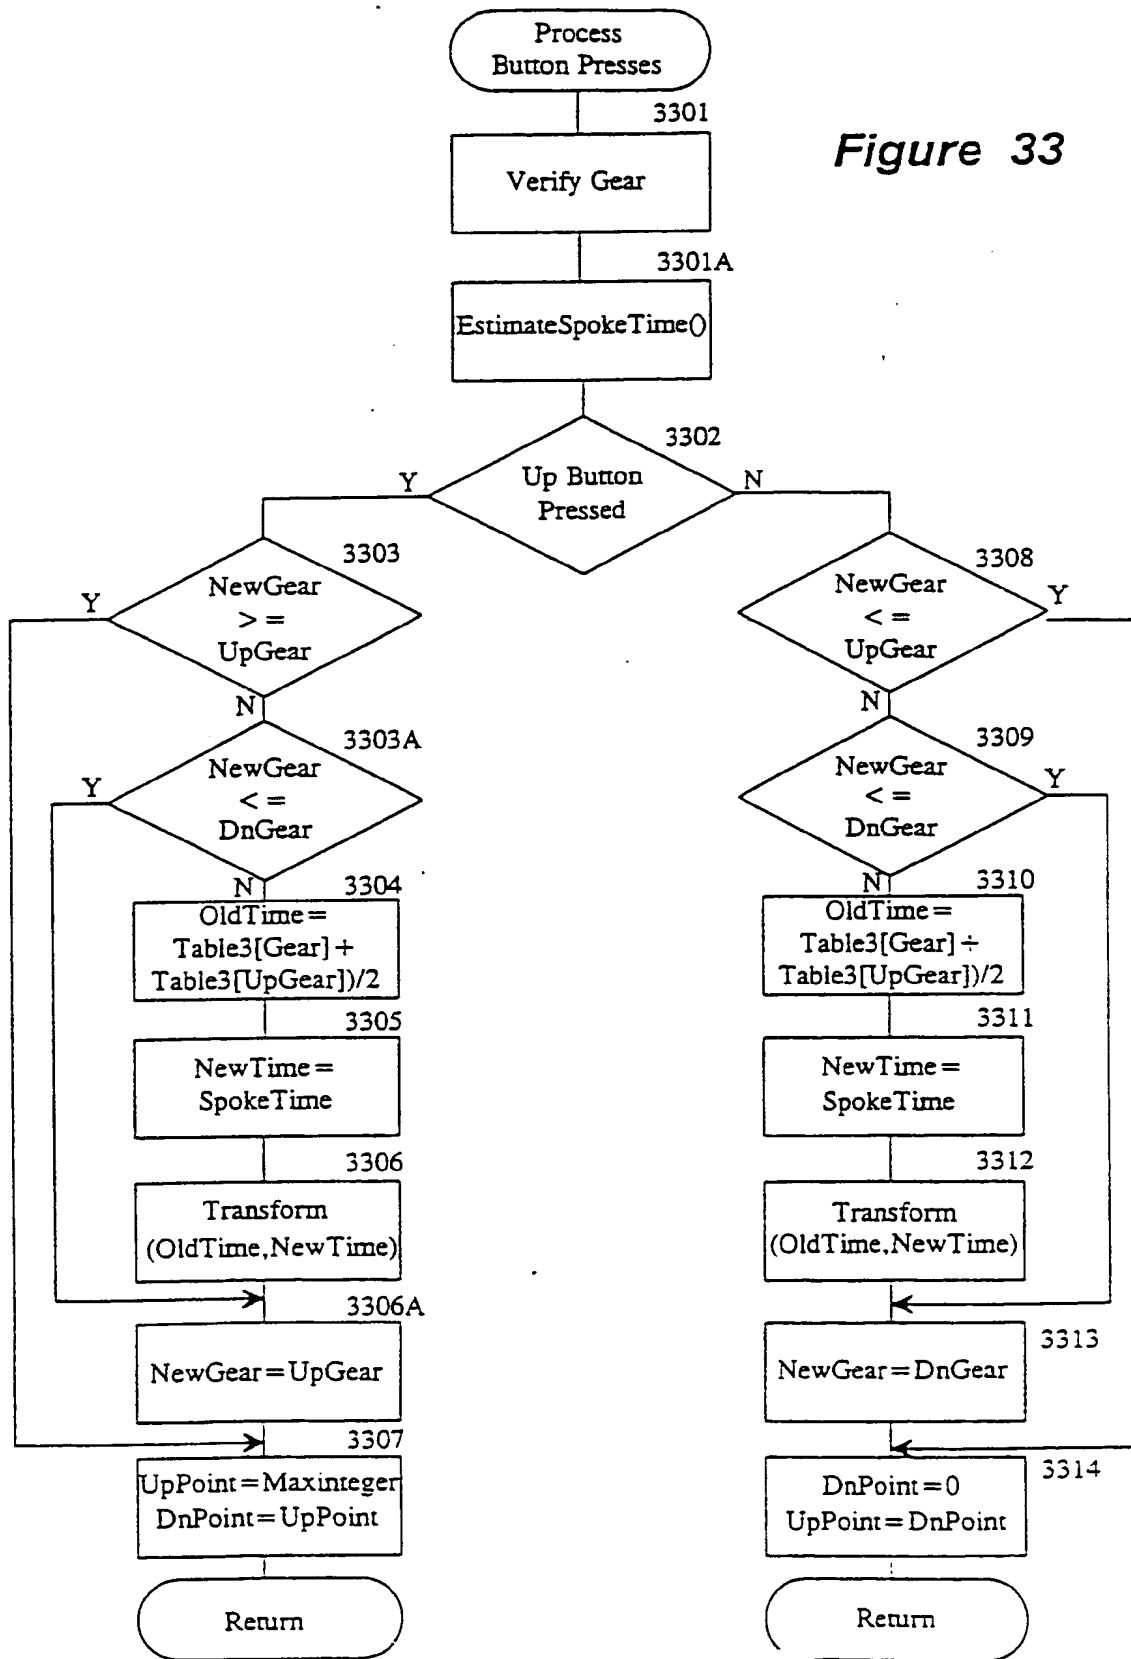 Process
Button Presses
3301
Figure 33
Verify Gear
3301A
EstimateSpokeTime()
3302
Up Button
Pressed
Y
N
3303
NewGear
> =
UpGear
Y
N
3303A
NewGear
< =
DnGear
Y
N
3304
OldTime=
Table3[Gear]+
Table3[UpGear])/2
3305
NewTime=
SpokeTime
3306
Transform
(OldTime,NewTime)
3306A
NewGear=UpGear
3307
UpPoint=Maxinteger
DnPoint=UpPoint
Return
3308
NewGear
< =
UpGear
Y
N
3309
NewGear
< =
DnGear
Y
N
3310
OldTime=
Table3[Gear]÷
Table3[UpGear])/2
3311
NewTime=
SpokeTime
3312
Transform
(OldTime,NewTime)
3313
NewGear=DnGear
3314
DnPoint=0
UpPoint=DnPoint
Return